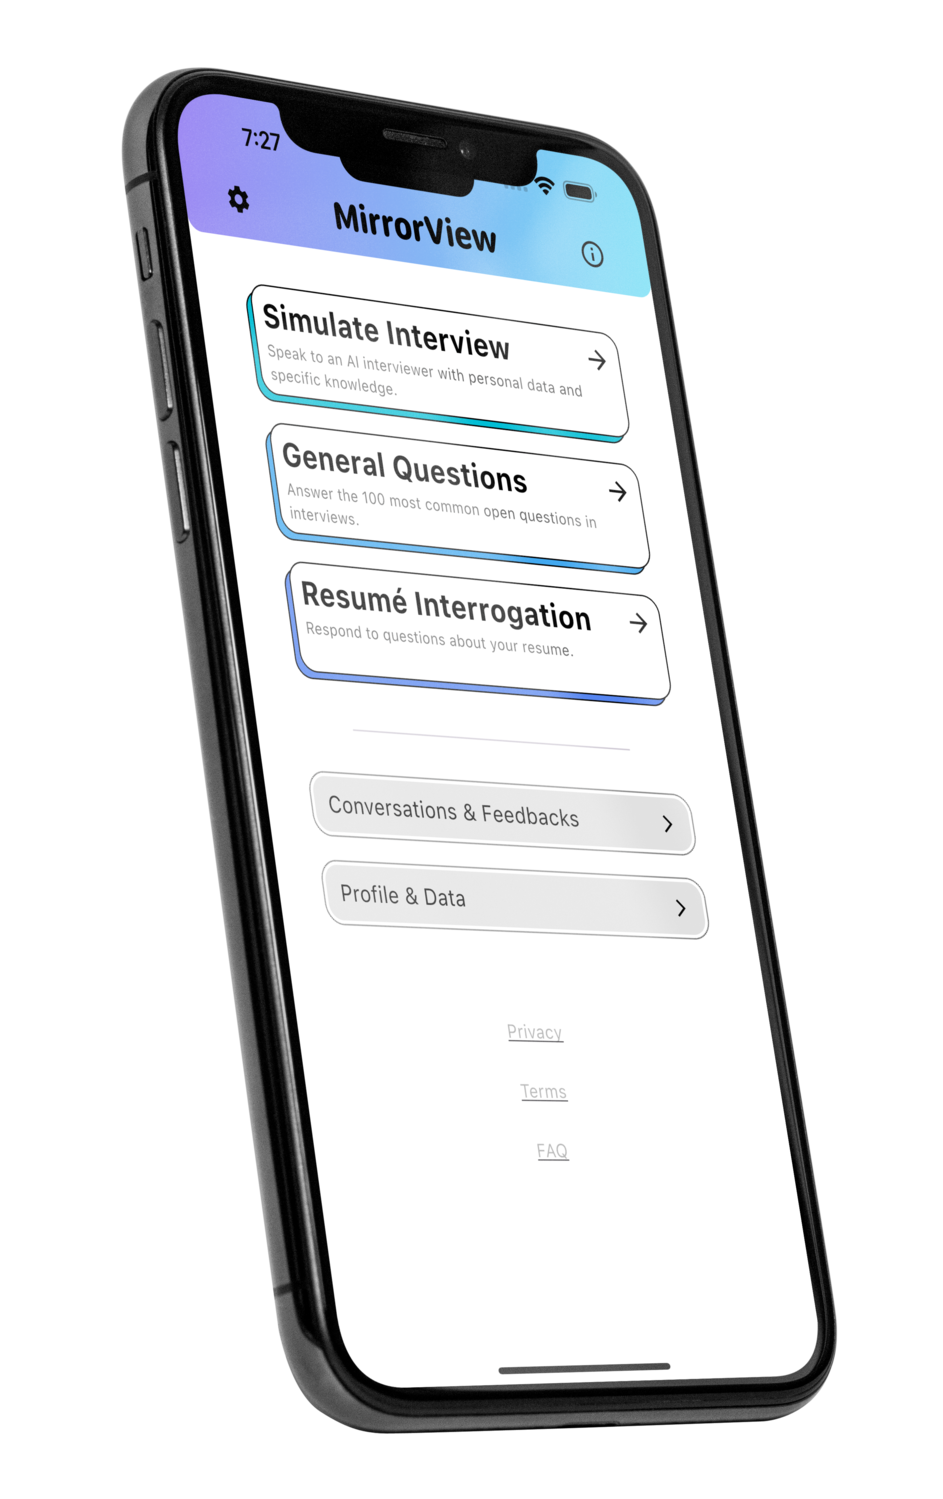 7:27
MirrorView
Simulate Interview
Speak to an AI interviewer with personal data and
specific knowledge.
General Questions
Answer the 100 most common open questions in
interviews.
Resumé Interrogation
Respond to questions about your resume.
Conversations & Feedbacks
Profile & Data
Privacy
Terms
FAQ